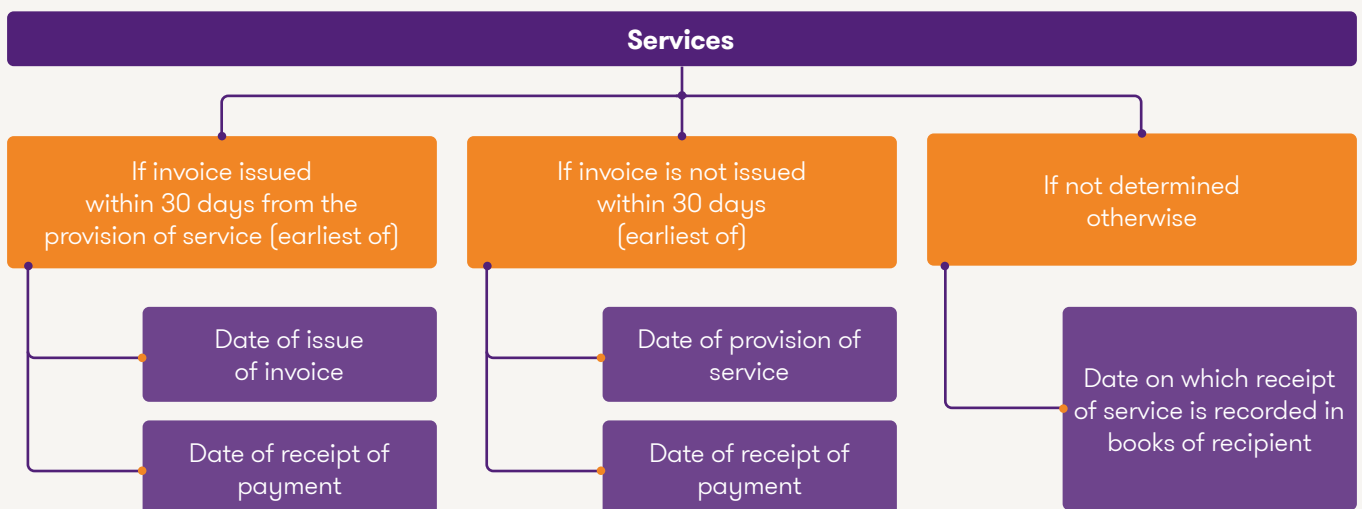 Services
If invoice issued
within 30 days from the
provision of service (earliest of)
Date of issue
of invoice
Date of receipt of
payment
If invoice is not issued
within 30 days
(earliest of)
Date of provision of
service
Date of receipt of
payment
If not determined
otherwise
Date on which receipt
of service is recorded in
books of recipient